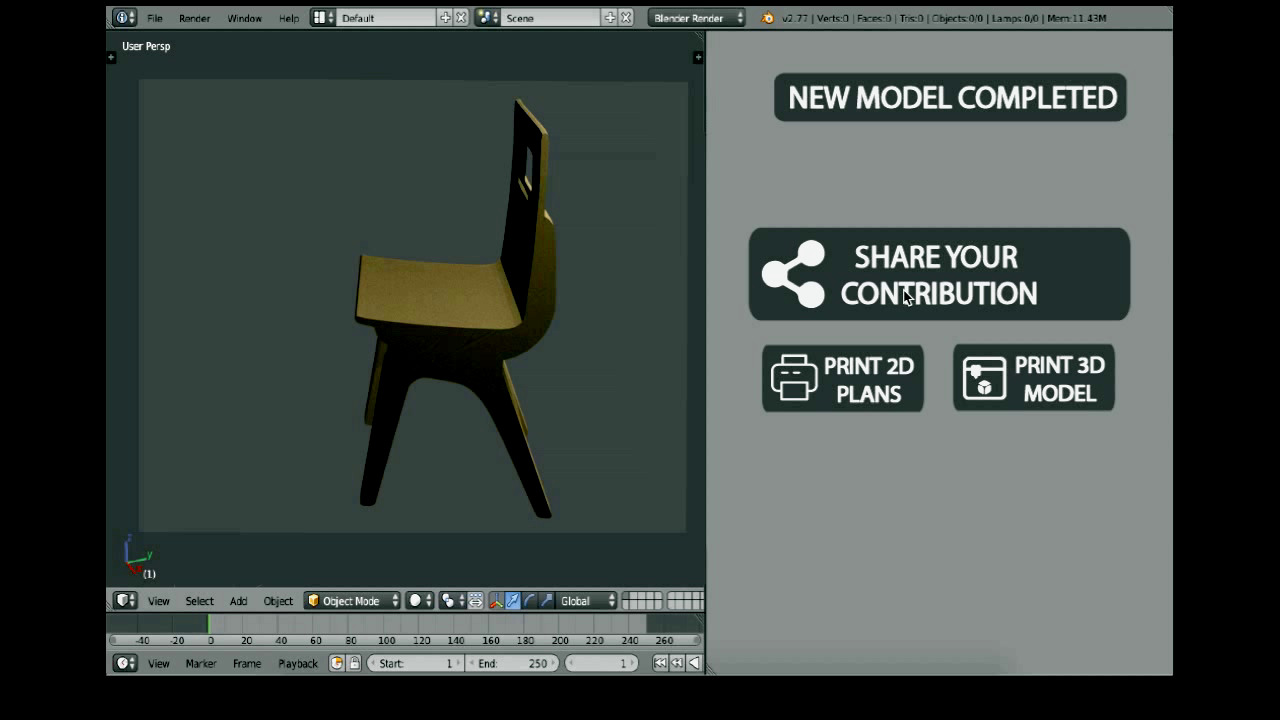 File Render Window Help Default Scene Blender Render v2.77 | Verts:0 | Faces:0 | Tris:0 | Objects:0/0 | Lamps:0/0 | Mem:11.43M
User Persp
NEW MODEL COMPLETED
SHARE YOUR
CONTRIBUTION
PRINT 2D
PLANS
PRINT 3D
MODEL
z
y
x
(1)
View Select Add Object Object Mode Global
-40 -20 0 20 40 60 80 100 120 140 160 180 200 220 240 260
View Marker Frame Playback Start: 1 End: 250 1